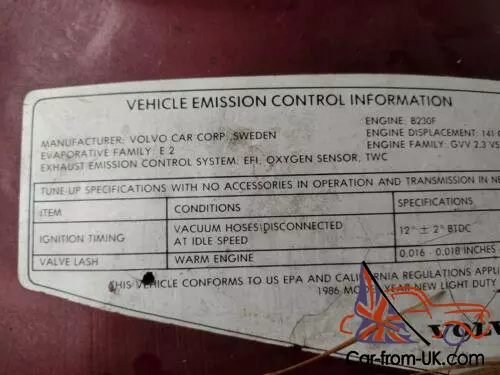 VEHICLE EMISSION CONTROL INFORMATION
ENGINE: B230F
MANUFACTURER: VOLVO CAR CORP. SWEDEN
ENGINE DISPLACEMENT: 141
EVAPORATIVE FAMILY: E 2
ENGINE FAMILY: GVV 2.3 V5
EXHAUST EMISSION CONTROL SYSTEM: EFI, OXYGEN SENSOR, TWC
TUNE-UP SPECIFICATIONS WITH NO ACCESSORIES IN OPERATION AND TRANSMISSION IN NE
ITEM CONDITIONS SPECIFICATIONS
IGNITION TIMING VACUUM HOSES DISCONNECTED AT IDLE SPEED 12° ± 2° BTDC
VALVE LASH WARM ENGINE 0.016 - 0.018 INCHES
THIS VEHICLE CONFORMS TO US EPA AND CALIFORNIA REGULATIONS APPL
1986 MODEL YEAR NEW LIGHT DUTY
VOLV
Car-from-UK.com